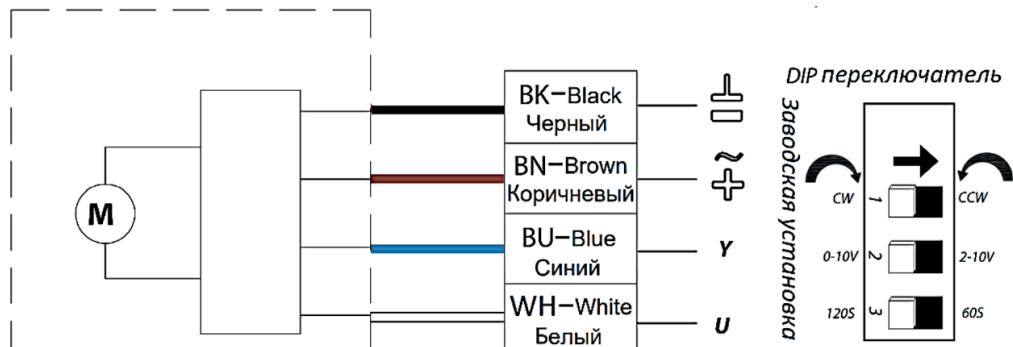 M
BK–Black
Черный
BN–Brown
Коричневый
BU–Blue
Синий
WH–White
Белый
~
Y
U
DIP переключатель
Заводская установка
CW 1 CCW
0-10V 2 2-10V
120S 3 60S